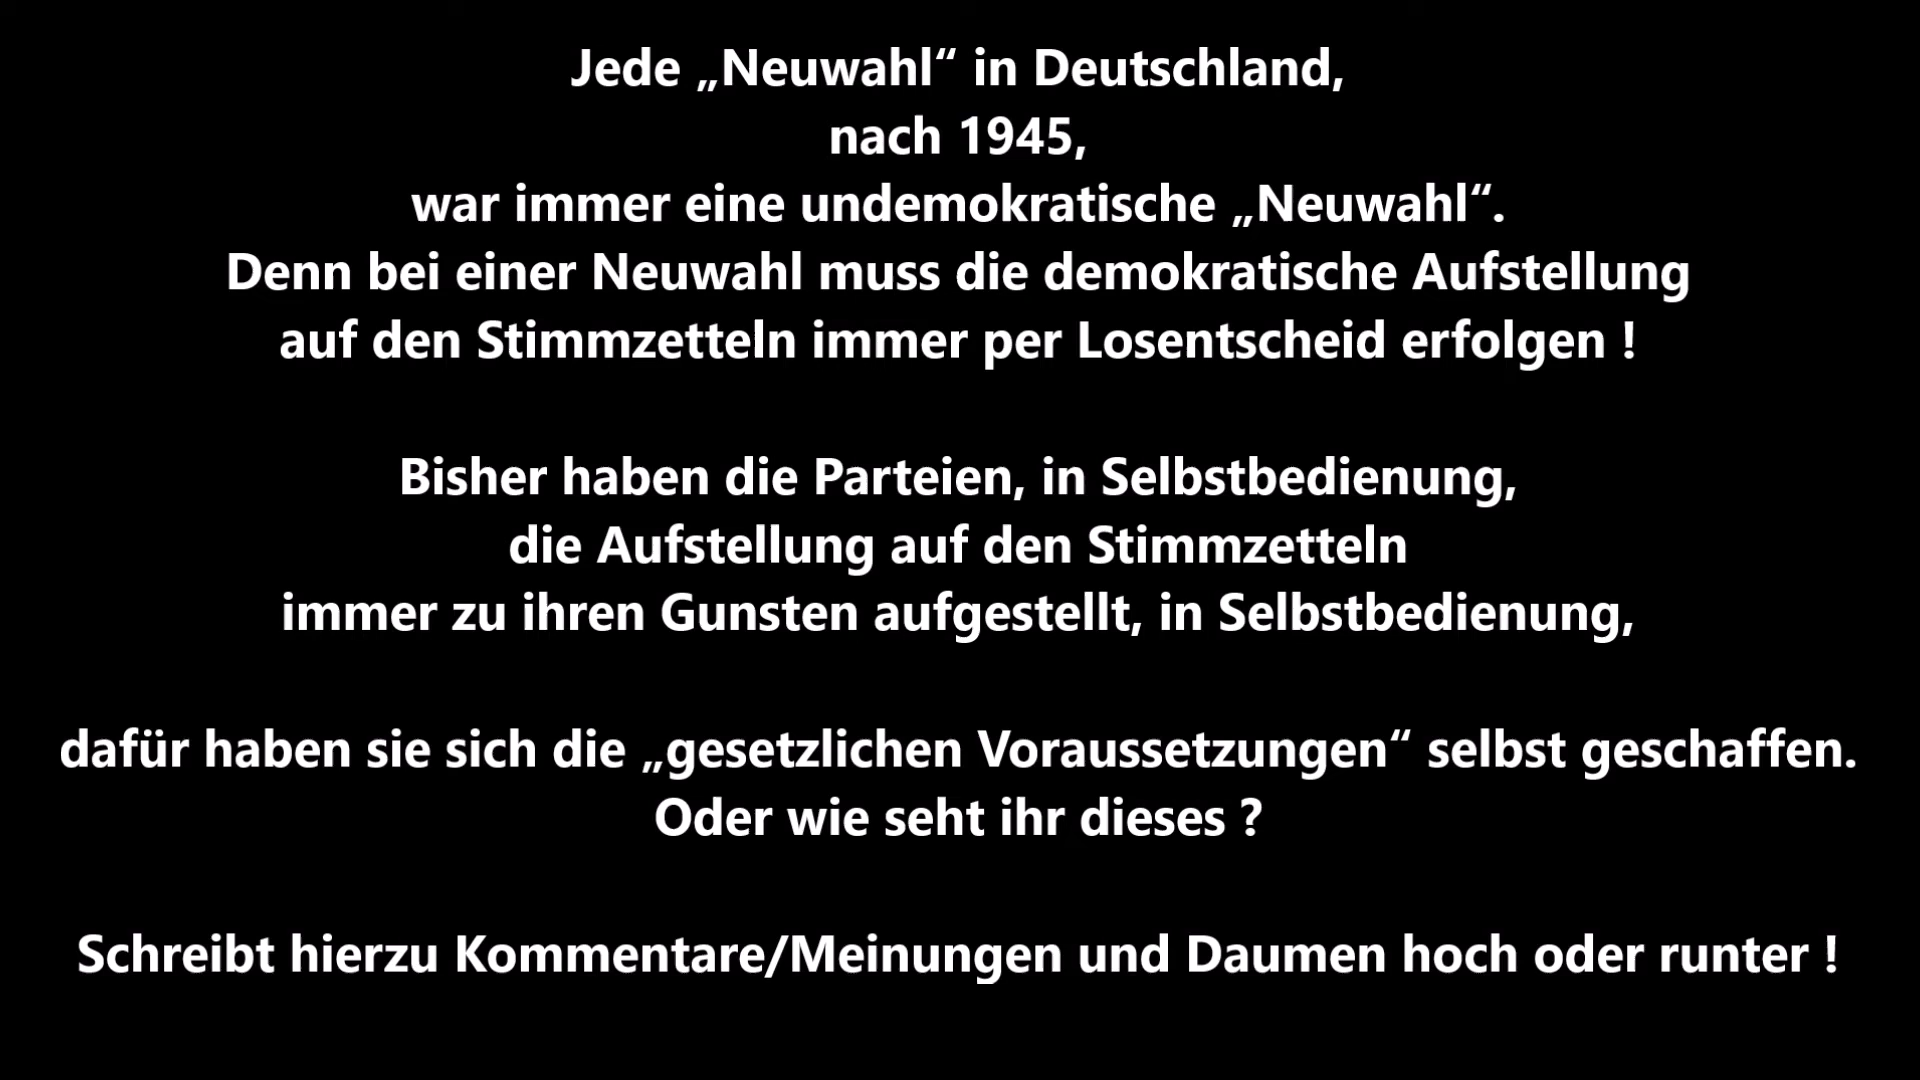 Jede „Neuwahl“ in Deutschland,
nach 1945,
war immer eine undemokratische „Neuwahl“.
Denn bei einer Neuwahl muss die demokratische Aufstellung
auf den Stimmzetteln immer per Losentscheid erfolgen !
Bisher haben die Parteien, in Selbstbedienung,
die Aufstellung auf den Stimmzetteln
immer zu ihren Gunsten aufgestellt, in Selbstbedienung,
dafür haben sie sich die „gesetzlichen Voraussetzungen“ selbst geschaffen.
Oder wie seht ihr dieses ?
Schreibt hierzu Kommentare/Meinungen und Daumen hoch oder runter !